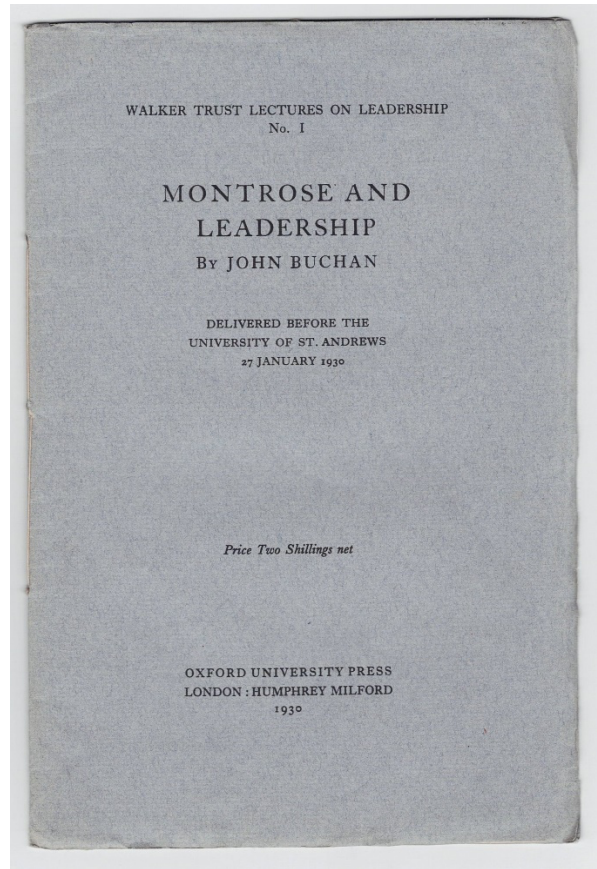 WALKER TRUST LECTURES ON LEADERSHIP
No. I
MONTROSE AND
LEADERSHIP
By JOHN BUCHAN
DELIVERED BEFORE THE
UNIVERSITY OF ST. ANDREWS
27 JANUARY 1930
Price Two Shillings net
OXFORD UNIVERSITY PRESS
LONDON : HUMPHREY MILFORD
1930